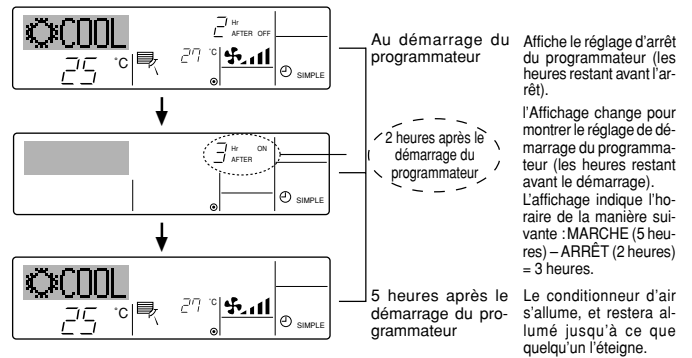 COOL
2 Hr
AFTER OFF
25 °C
27 °C
SIMPLE
Au démarrage du
programmateur
Affiche le réglage d'arrêt
du programmateur (les
heures restant avant l'ar-
rêt).
3 Hr ON
AFTER
SIMPLE
2 heures après le
démarrage du
programmateur
l'Affichage change pour
montrer le réglage de dé-
marrage du programma-
teur (les heures restant
avant le démarrage).
L'affichage indique l'ho-
raire de la manière sui-
vante : MARCHE (5 heu-
res) – ARRÊT (2 heures)
= 3 heures.
COOL
25 °C
27 °C
SIMPLE
5 heures après le
démarrage du pro-
grammateur
Le conditionneur d'air
s'allume, et restera al-
lumé jusqu'à ce que
quelqu'un l'éteigne.